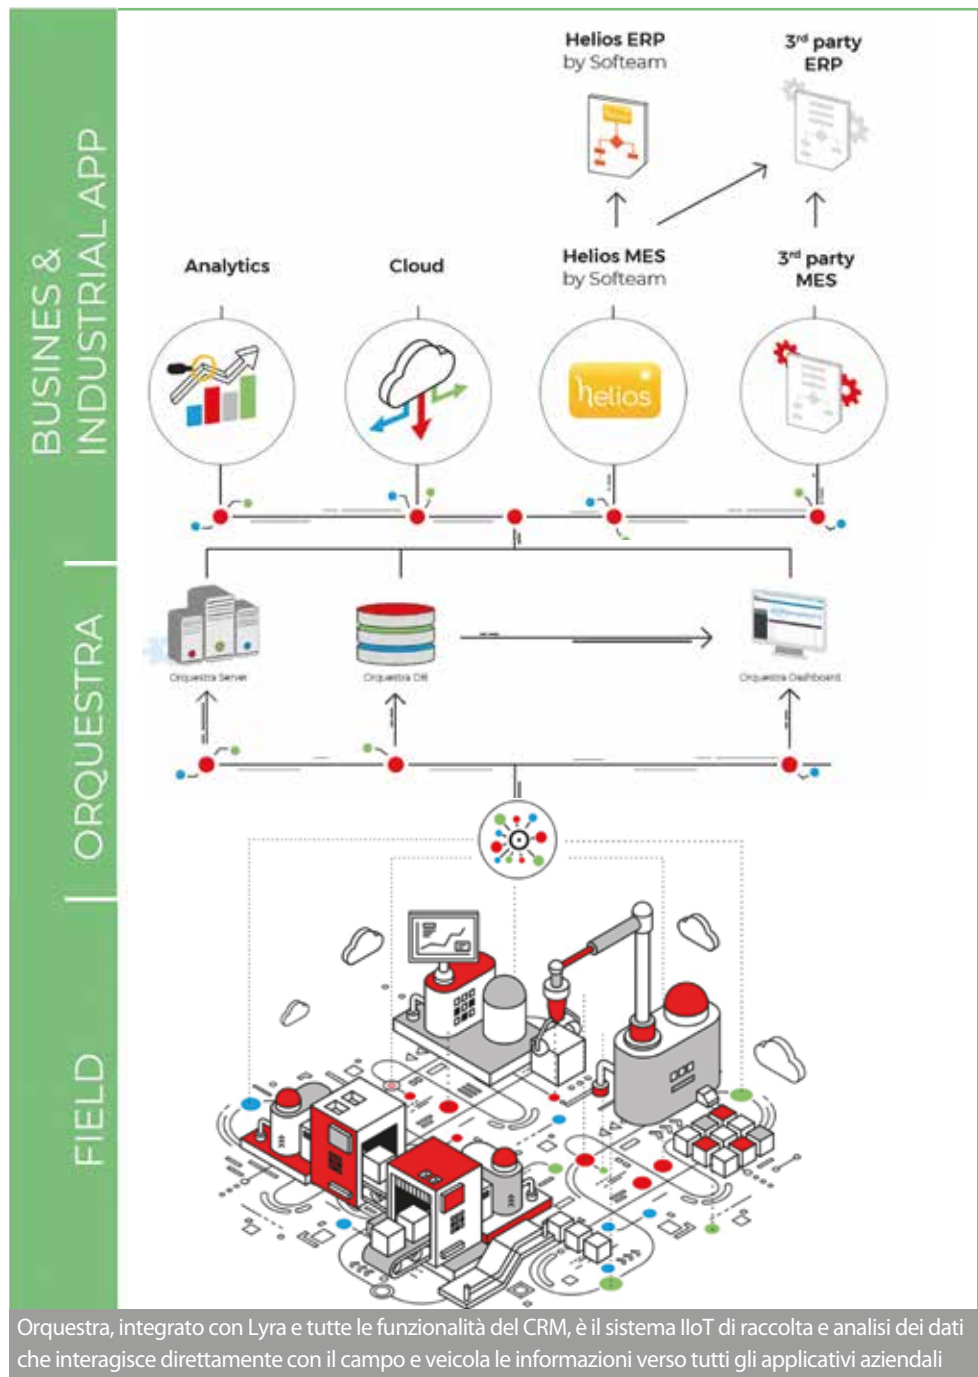 BUSINES &
INDUSTRIAL APP
ORQUESTRA
FIELD
Helios ERP
by Softeam
3rd party
ERP
Analytics
Cloud
Helios MES
by Softeam
3rd party
MES
helios
Orquestra Server
Orquestra DB
Orquestra Dashboard
Orquestra, integrato con Lyra e tutte le funzionalità del CRM, è il sistema IIoT di raccolta e analisi dei dati
che interagisce direttamente con il campo e veicola le informazioni verso tutti gli applicativi aziendali